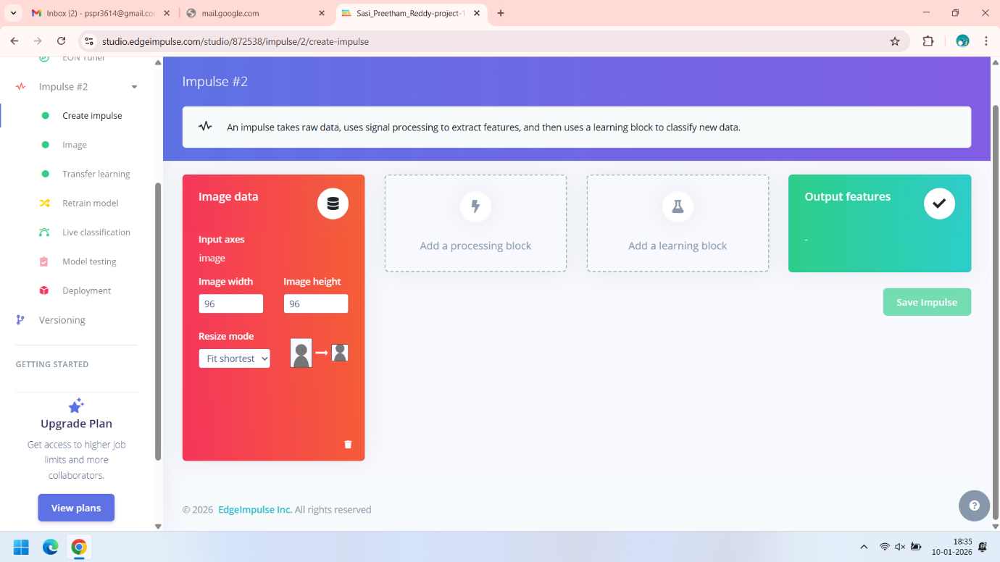 Inbox (2) - pspr3614@gmail.co
mail.google.com
Sasi_Preetham_Reddy-project-1
studio.edgeimpulse.com/studio/872538/impulse/2/create-impulse
EON Tuner
Impulse #2
Create impulse
Image
Transfer learning
Retrain model
Live classification
Model testing
Deployment
Versioning
GETTING STARTED
Upgrade Plan
Get access to higher job
limits and more
collaborators.
View plans
Impulse #2
An impulse takes raw data, uses signal processing to extract features, and then uses a learning block to classify new data.
Image data
Input axes
image
Image width
Image height
96
96
Resize mode
Fit shortest
Add a processing block
Add a learning block
Output features
-
Save Impulse
© 2026 EdgeImpulse Inc. All rights reserved
18:35
10-01-2026